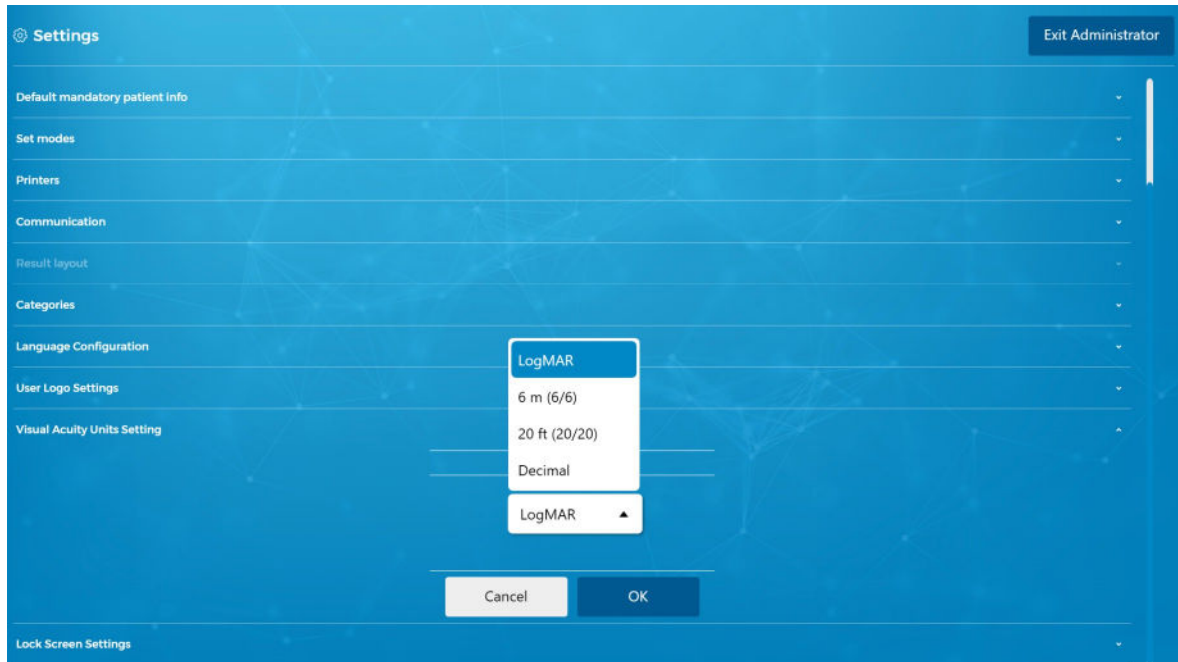 Settings
Exit Administrator
Default mandatory patient info
Set modes
Printers
Communication
Result layout
Categories
Language Configuration
User Logo Settings
Visual Acuity Units Setting
LogMAR
6 m (6/6)
20 ft (20/20)
Decimal
LogMAR
Cancel
OK
Lock Screen Settings